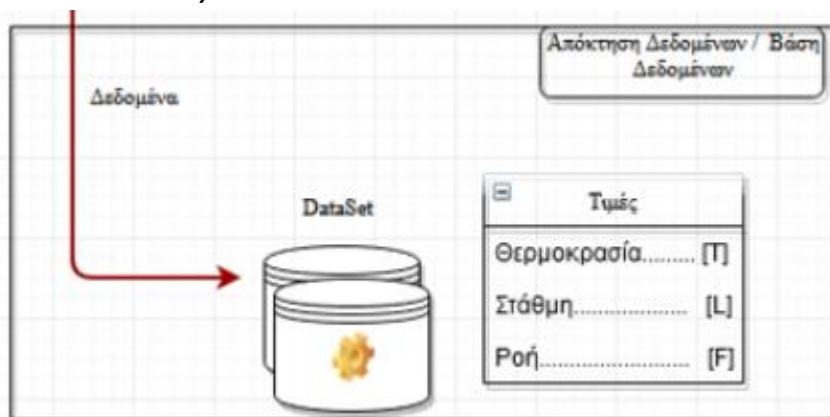 Απόκτηση Δεδομένων / Βάση
Δεδομένων
Δεδομένα
DataSet
Τιμές
Θερμοκρασία......... [T]
Στάθμη................... [L]
Ροή......................... [F]